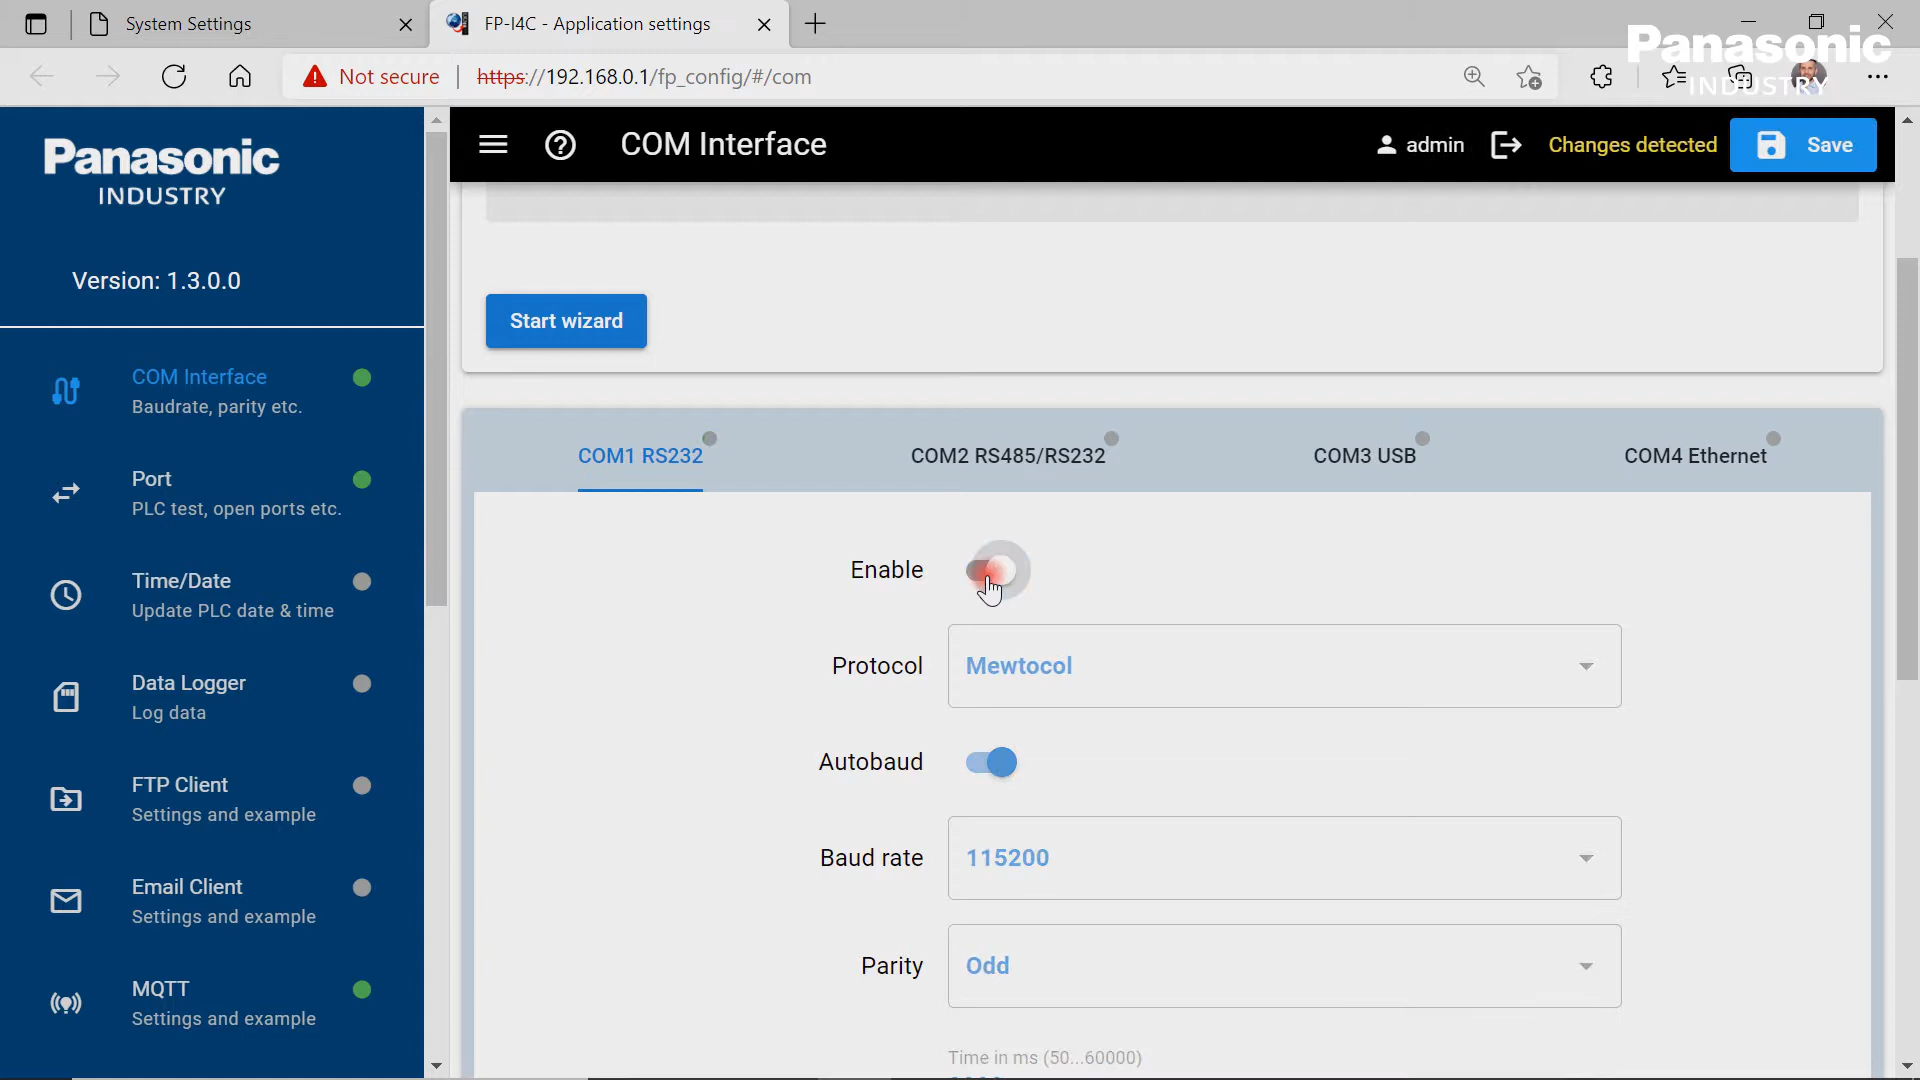 System Settings
FP-I4C - Application settings
Panasonic
INDUSTRY
Not secure
https://192.168.0.1/fp_config/#/com
Panasonic
INDUSTRY
Version: 1.3.0.0
COM Interface
admin
Changes detected
Save
Start wizard
COM Interface
Baudrate, parity etc.
Port
PLC test, open ports etc.
Time/Date
Update PLC date & time
Data Logger
Log data
FTP Client
Settings and example
Email Client
Settings and example
MQTT
Settings and example
COM1 RS232
COM2 RS485/RS232
COM3 USB
COM4 Ethernet
Enable
Protocol
Mewtocol
Autobaud
Baud rate
115200
Parity
Odd
Time in ms (50...60000)